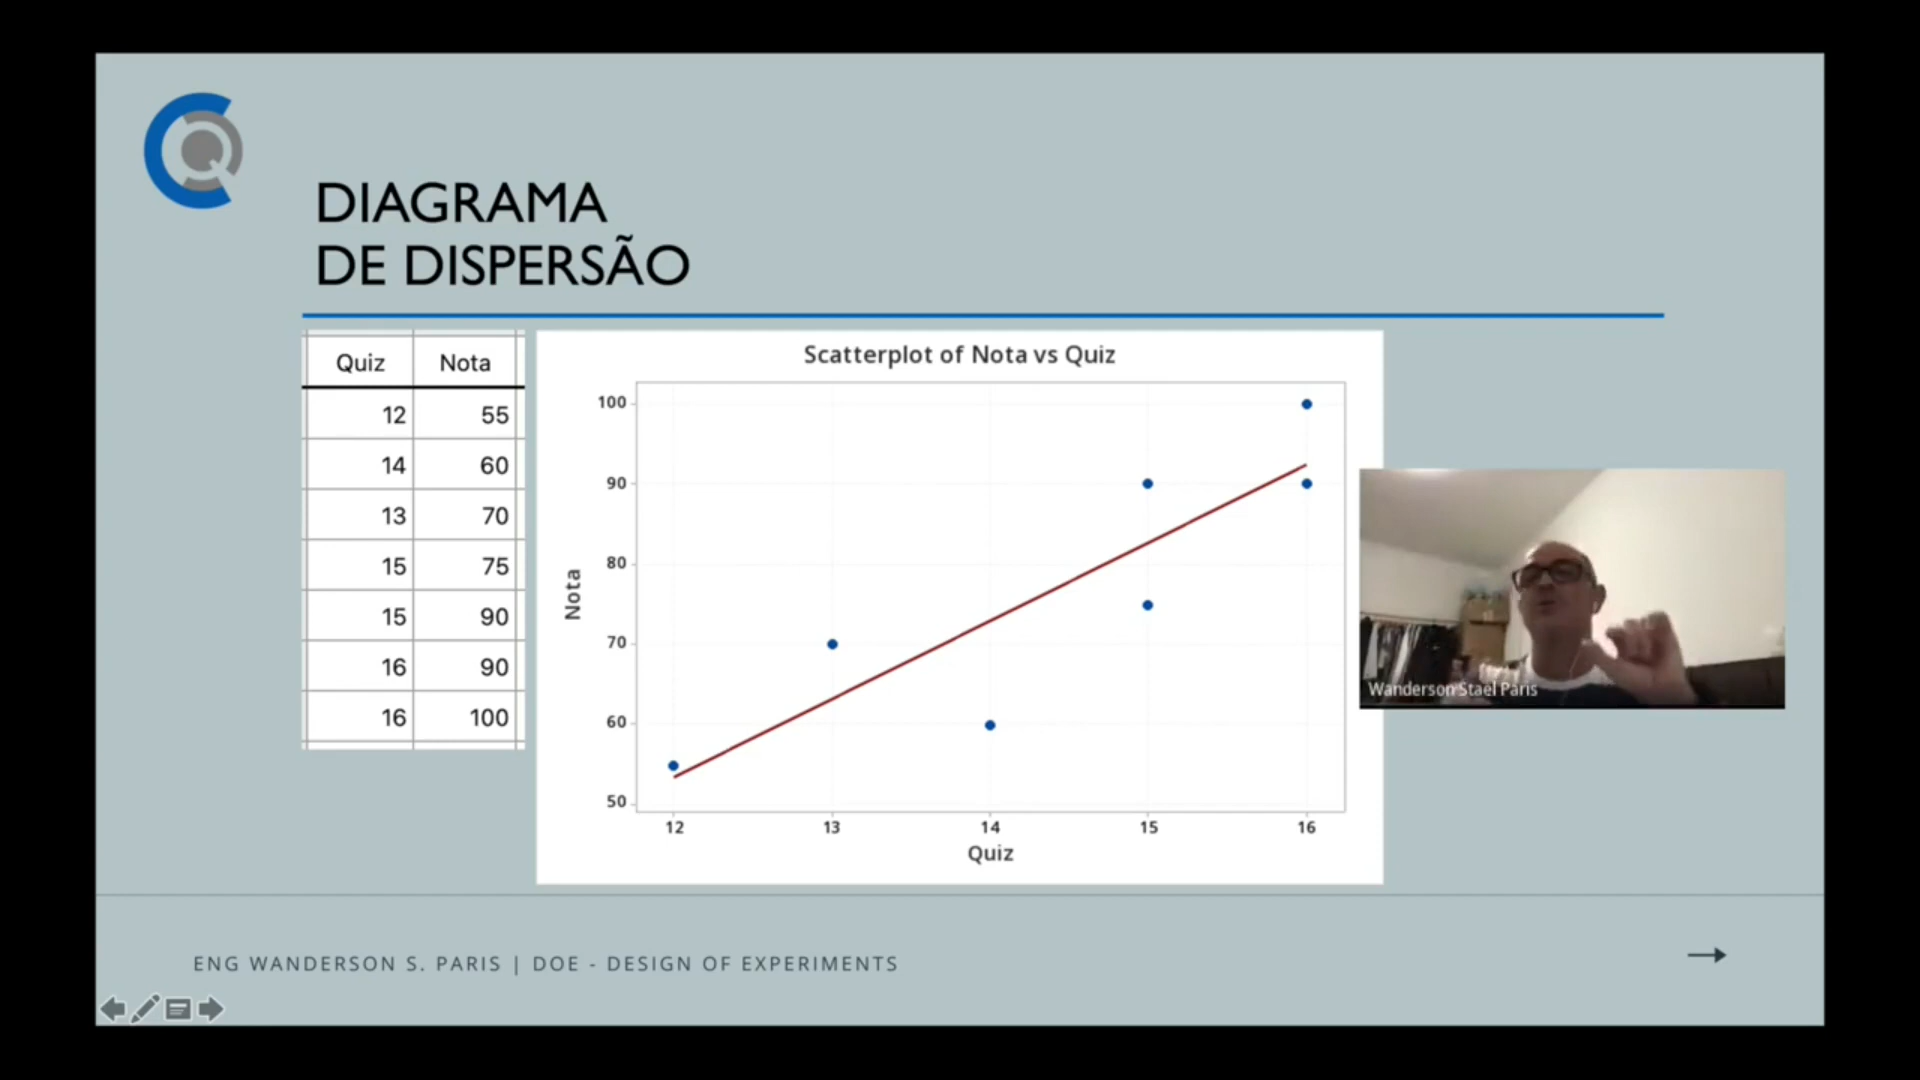 DIAGRAMA
DE DISPERSÃO
Quiz Nota
12 55
14 60
13 70
15 75
15 90
16 90
16 100
Scatterplot of Nota vs Quiz
100
90
80
70
60
50
Nota
12 13 14 15 16
Quiz
Wanderson Stael Paris
ENG WANDERSON S. PARIS | DOE - DESIGN OF EXPERIMENTS